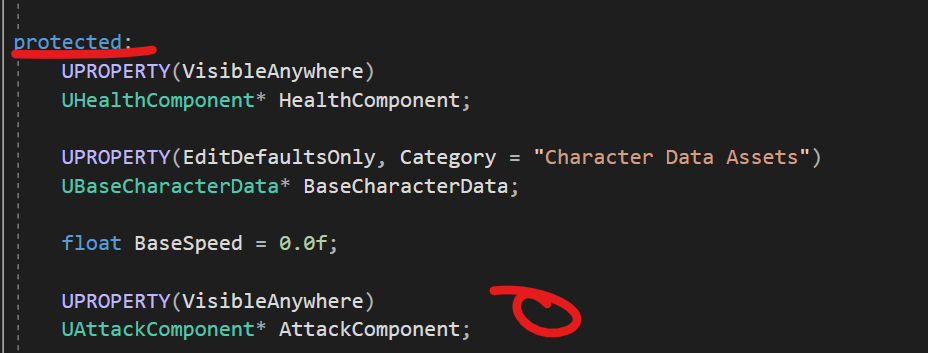 protected:
UPROPERTY(VisibleAnywhere)
UHealthComponent* HealthComponent;
UPROPERTY(EditDefaultsOnly, Category = "Character Data Assets")
UBaseCharacterData* BaseCharacterData;
float BaseSpeed = 0.0f;
UPROPERTY(VisibleAnywhere)
UAttackComponent* AttackComponent;